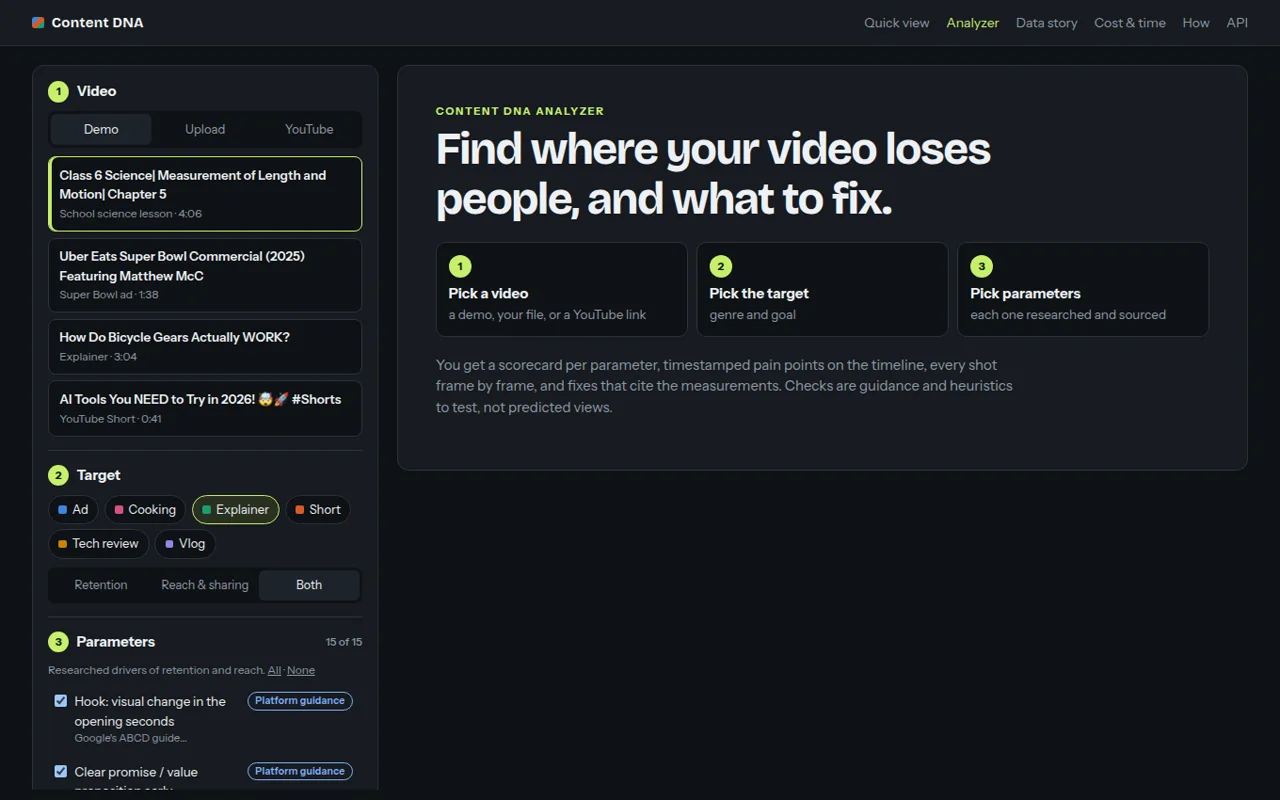 Content DNA
Quick view
Analyzer
Data story
Cost & time
How
API
1 Video
Demo
Upload
YouTube
Class 6 Science| Measurement of Length and
Motion| Chapter 5
School science lesson · 4:06
Uber Eats Super Bowl Commercial (2025)
Featuring Matthew McC
Super Bowl ad · 1:38
How Do Bicycle Gears Actually WORK?
Explainer · 3:04
AI Tools You NEED to Try in 2026! 🤯🚀 #Shorts
YouTube Short · 0:41
2 Target
Ad
Cooking
Explainer
Short
Tech review
Vlog
Retention
Reach & sharing
Both
3 Parameters
15 of 15
Researched drivers of retention and reach. All · None
Hook: visual change in the
opening seconds
Platform guidance
Google's ABCD guide...
Clear promise / value
proposition early
Platform guidance
CONTENT DNA ANALYZER
Find where your video loses
people, and what to fix.
1
Pick a video
a demo, your file, or a YouTube link
2
Pick the target
genre and goal
3
Pick parameters
each one researched and sourced
You get a scorecard per parameter, timestamped pain points on the timeline, every shot
frame by frame, and fixes that cite the measurements. Checks are guidance and heuristics
to test, not predicted views.